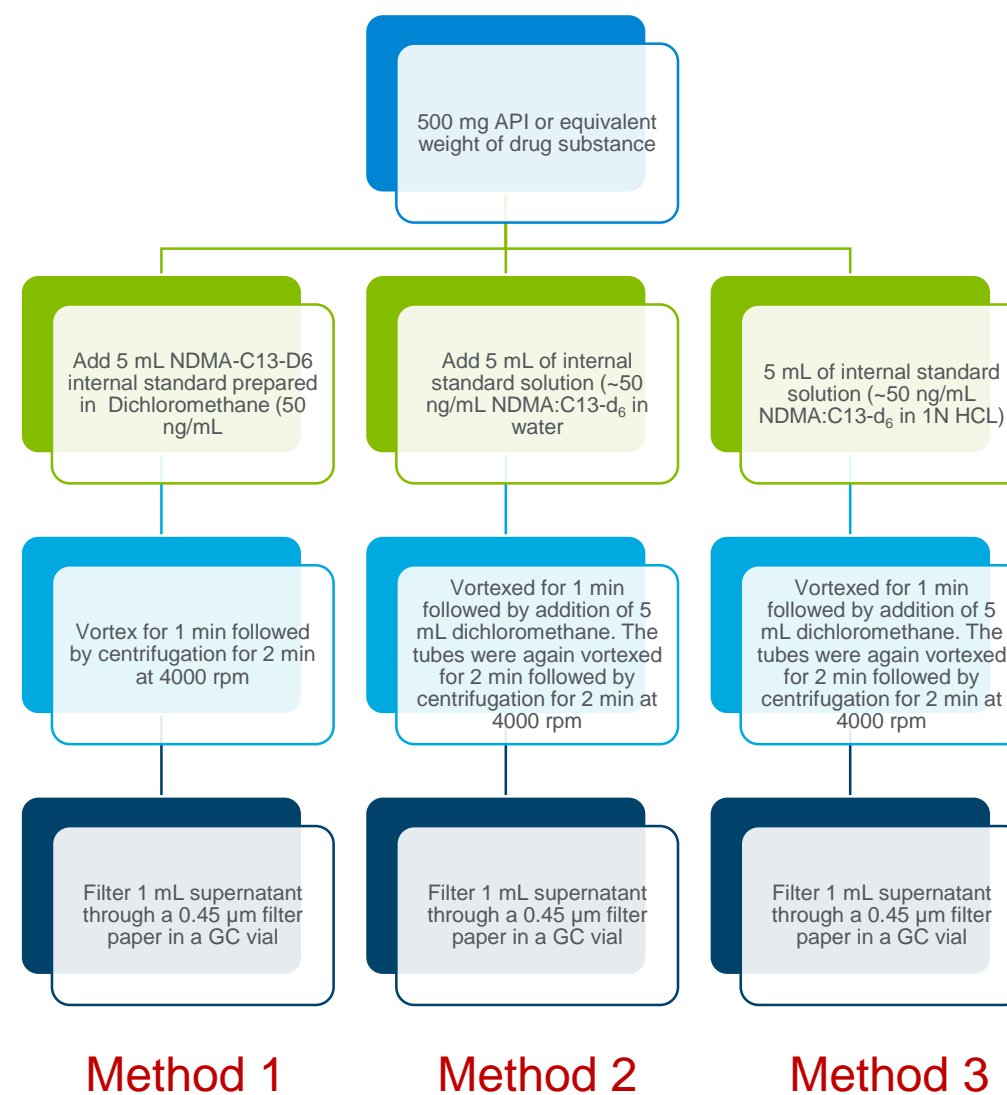 500 mg API or equivalent
weight of drug substance
Add 5 mL NDMA-C13-D6
internal standard prepared
in Dichloromethane (50
ng/mL
Add 5 mL of internal
standard solution (~50
ng/mL NDMA:C13-d₆ in
water
5 mL of internal standard
solution (~50 ng/mL
NDMA:C13-d₆ in 1N HCL)
Vortex for 1 min followed
by centrifugation for 2 min
at 4000 rpm
Vortexed for 1 min
followed by addition of 5
mL dichloromethane. The
tubes were again vortexed
for 2 min followed by
centrifugation for 2 min at
4000 rpm
Vortexed for 1 min
followed by addition of 5
mL dichloromethane. The
tubes were again vortexed
for 2 min followed by
centrifugation for 2 min at
4000 rpm
Filter 1 mL supernatant
through a 0.45 µm filter
paper in a GC vial
Filter 1 mL supernatant
through a 0.45 µm filter
paper in a GC vial
Filter 1 mL supernatant
through a 0.45 µm filter
paper in a GC vial
Method 1
Method 2
Method 3